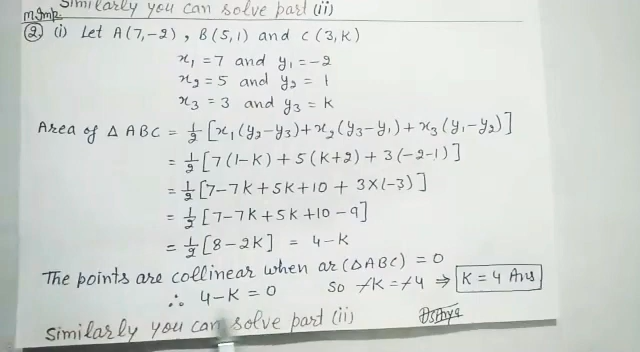 Similarly you can solve part (ii)
m.Imp.
② (i) Let A(7,-2), B(5,1) and C(3,K)
x₁ = 7 and y₁ = -2
x₂ = 5 and y₂ = 1
x₃ = 3 and y₃ = K
Area of △ ABC = 1/2 [x₁(y₂-y₃)+x₂(y₃-y₁)+x₃(y₁-y₂)]
= 1/2 [7(1-K)+5(K+2)+3(-2-1)]
= 1/2 [7-7K+5K+10+3×(-3)]
= 1/2 [7-7K+5K+10-9]
= 1/2 [8-2K] = 4-K
The points are collinear when ar(△ABC) = 0
∴ 4-K = 0 So -K = -4 ⇒ K = 4 Ans
Similarly you can solve part (ii)